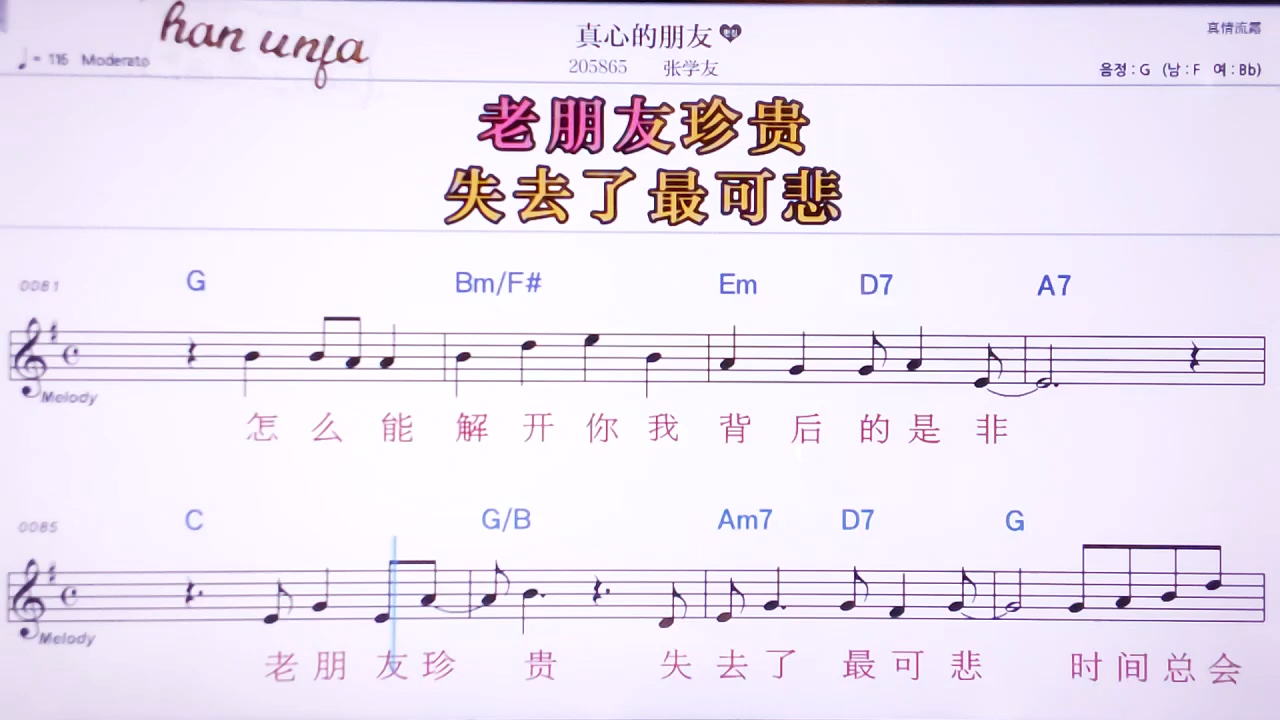 han unfa
真心的朋友
真情流露
♩= 116 Moderato
205865 张学友
음정 : G (남 : F 여 : Bb)
老朋友珍贵
失去了最可悲
0081 G Bm/F# Em D7 A7
Melody
怎么能解开你我背后的是非
0085 C G/B Am7 D7 G
Melody
老朋友珍贵 失去了最可悲 时间总会